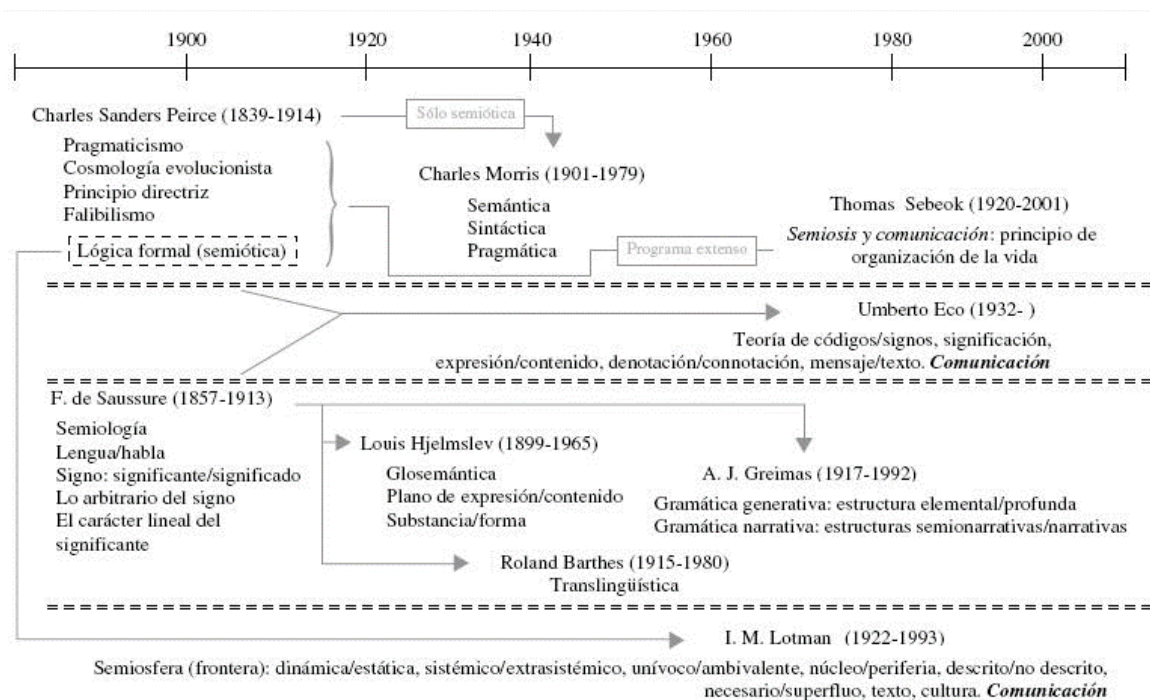 1900 1920 1940 1960 1980 2000
Charles Sanders Peirce (1839-1914)
Sólo semiótica
Pragmaticismo
Cosmología evolucionista
Principio directriz
Falibilismo
Lógica formal (semiótica)
Charles Morris (1901-1979)
Semántica
Sintáctica
Pragmática
Programa extenso
Thomas Sebeok (1920-2001)
Semiosis y comunicación: principio de
organización de la vida
Umberto Eco (1932- )
Teoría de códigos/signos, significación,
expresión/contenido, denotación/connotación, mensaje/texto. Comunicación
F. de Saussure (1857-1913)
Semiología
Lengua/habla
Signo: significante/significado
Lo arbitrario del signo
El carácter lineal del
significante
Louis Hjelmslev (1899-1965)
Glosemántica
Plano de expresión/contenido
Substancia/forma
A. J. Greimas (1917-1992)
Gramática generativa: estructura elemental/profunda
Gramática narrativa: estructuras semionarrativas/narrativas
Roland Barthes (1915-1980)
Translingüística
I. M. Lotman (1922-1993)
Semiosfera (frontera): dinámica/estática, sistémico/extrasistémico, unívoco/ambivalente, núcleo/periferia, descrito/no descrito,
necesario/superfluo, texto, cultura. Comunicación